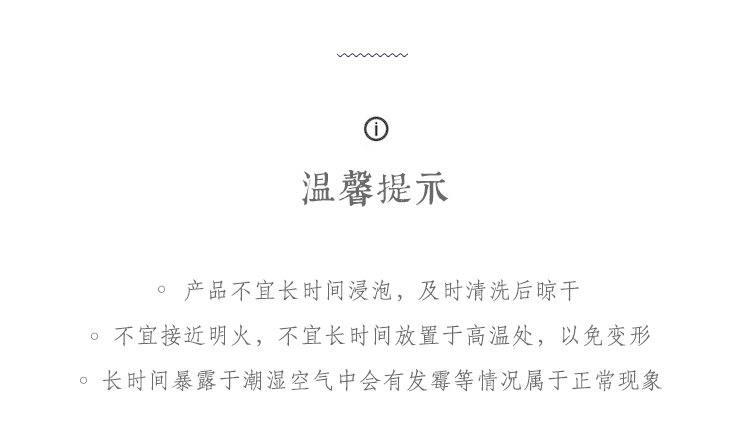 温馨提示
产品不宜长时间浸泡，及时清洗后晾干
不宜接近明火，不宜长时间放置于高温处，以免变形
长时间暴露于潮湿空气中会有发霉等情况属于正常现象